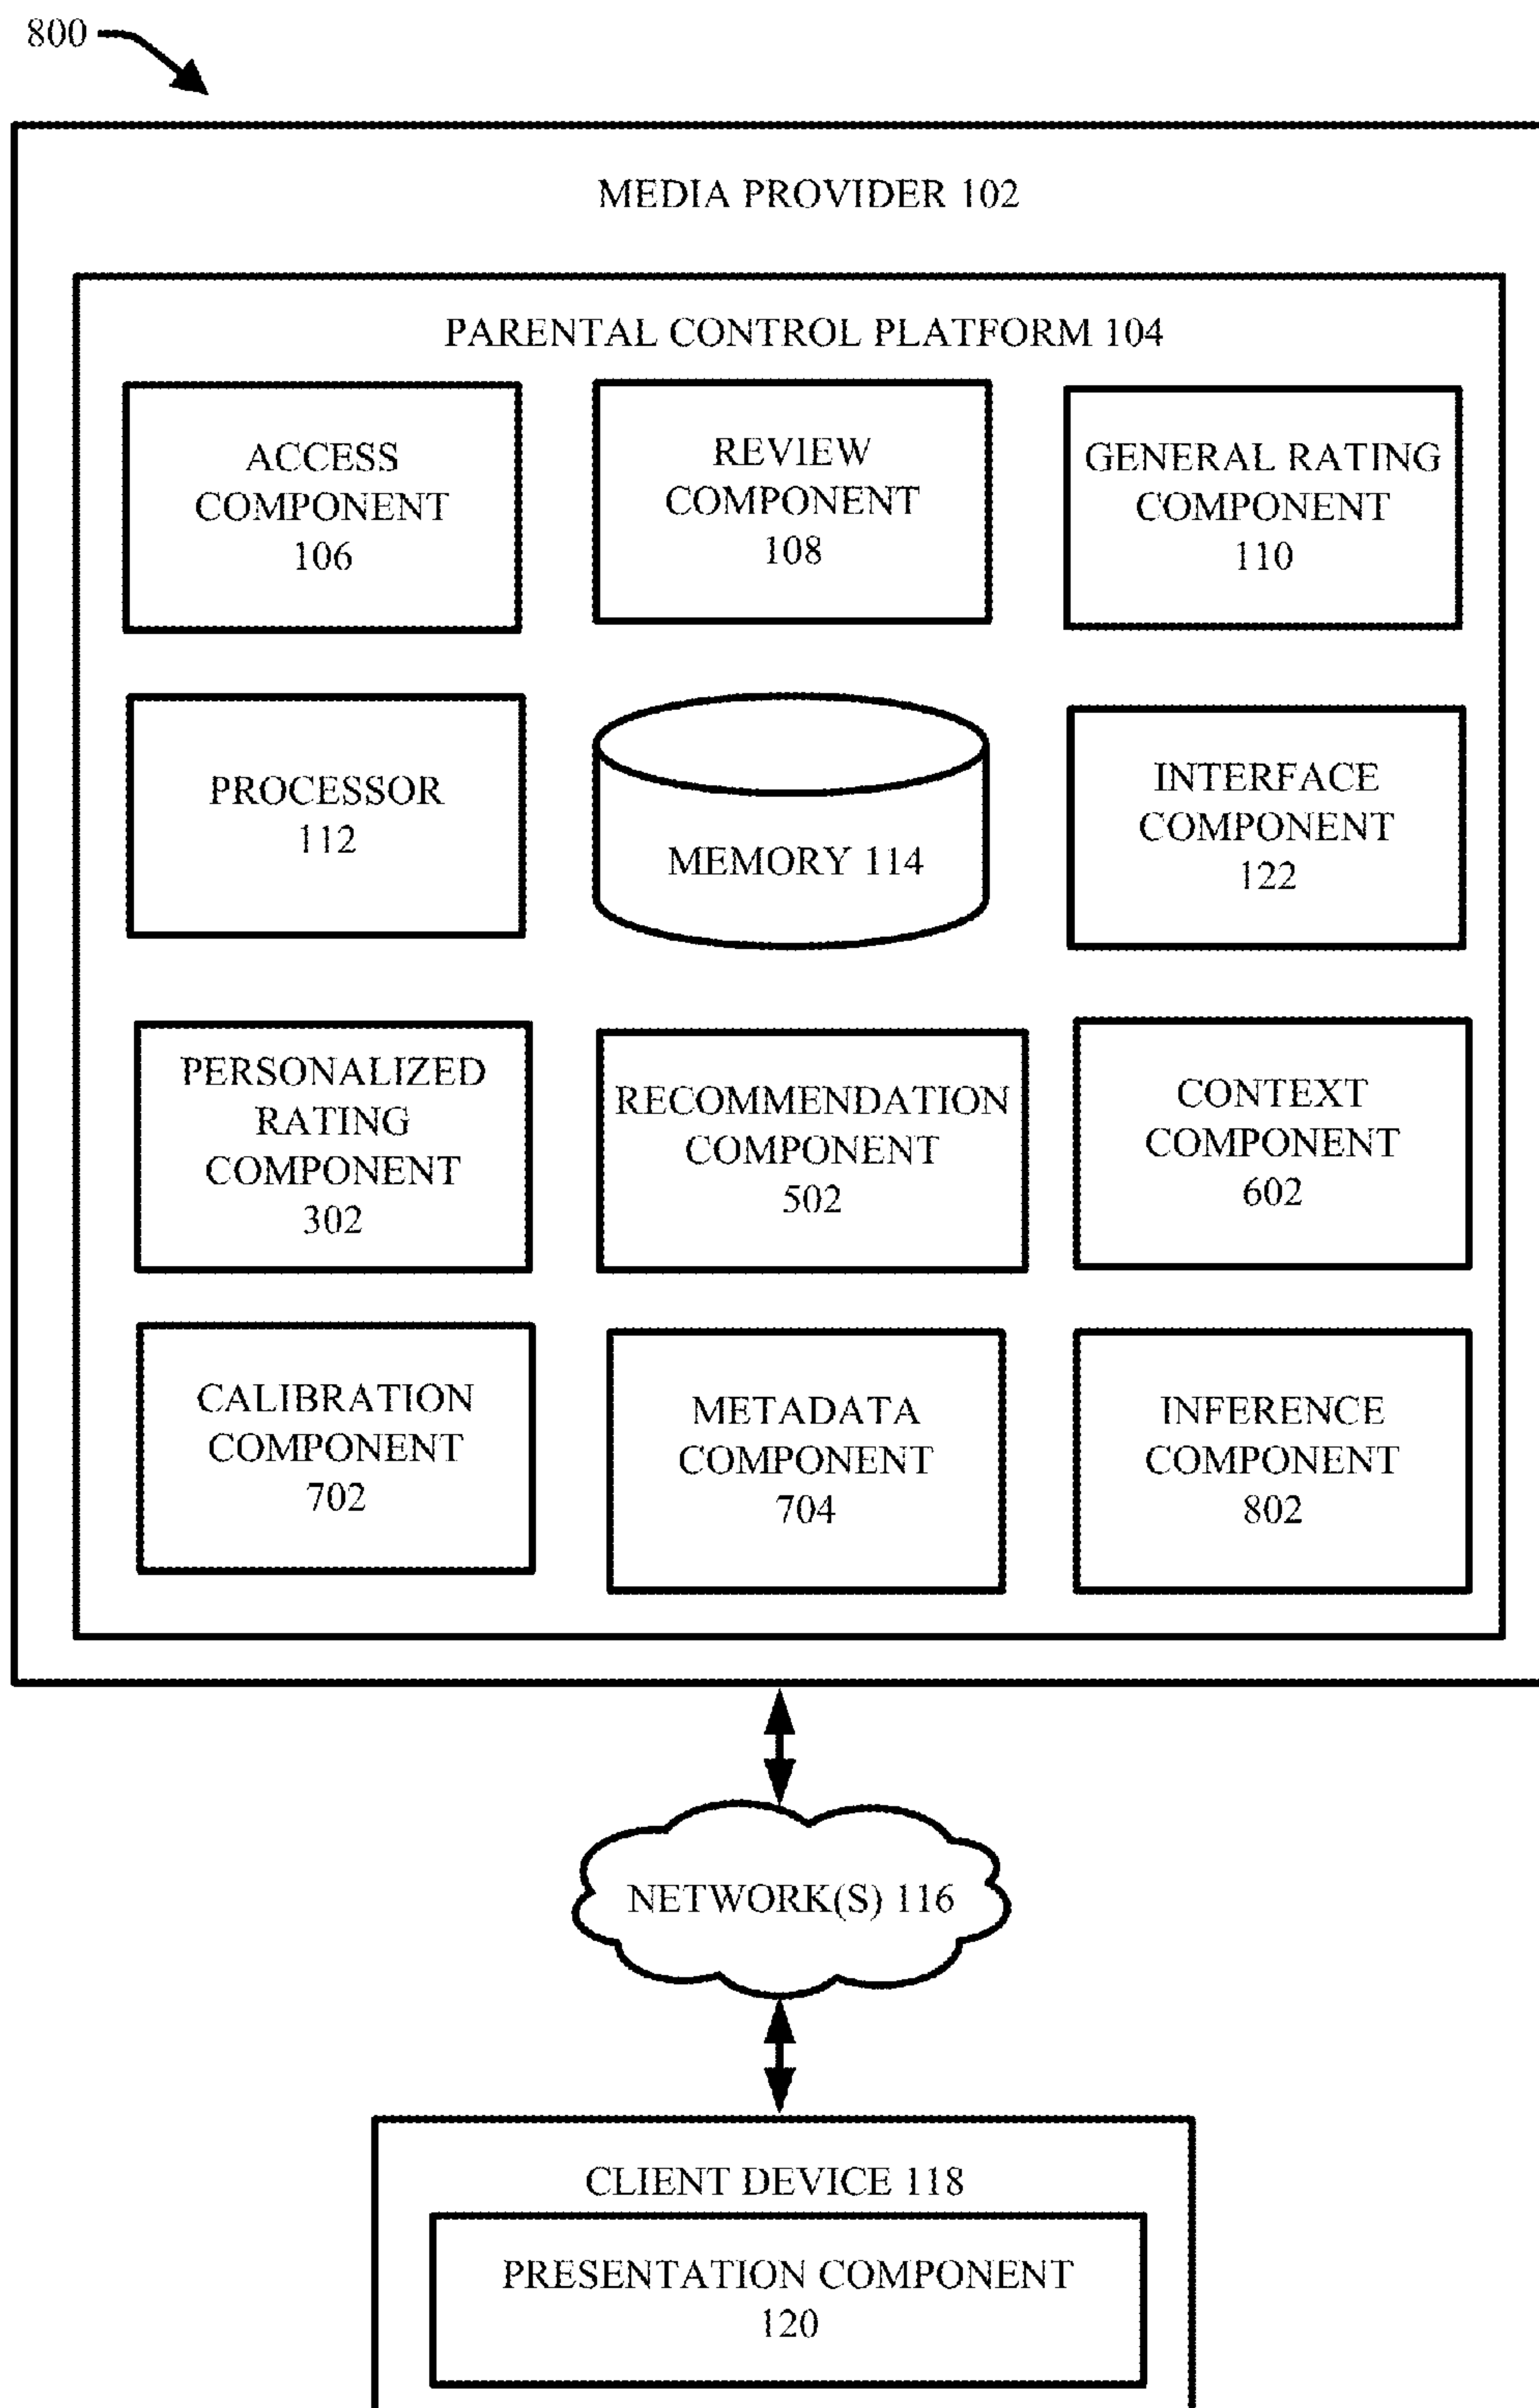 800
MEDIA PROVIDER 102
PARENTAL CONTROL PLATFORM 104
ACCESS
COMPONENT
106
REVIEW
COMPONENT
108
GENERAL RATING
COMPONENT
110
PROCESSOR
112
MEMORY 114
INTERFACE
COMPONENT
122
PERSONALIZED
RATING
COMPONENT
302
RECOMMENDATION
COMPONENT
502
CONTEXT
COMPONENT
602
CALIBRATION
COMPONENT
702
METADATA
COMPONENT
704
INFERENCE
COMPONENT
802
NETWORK(S) 116
CLIENT DEVICE 118
PRESENTATION COMPONENT
120